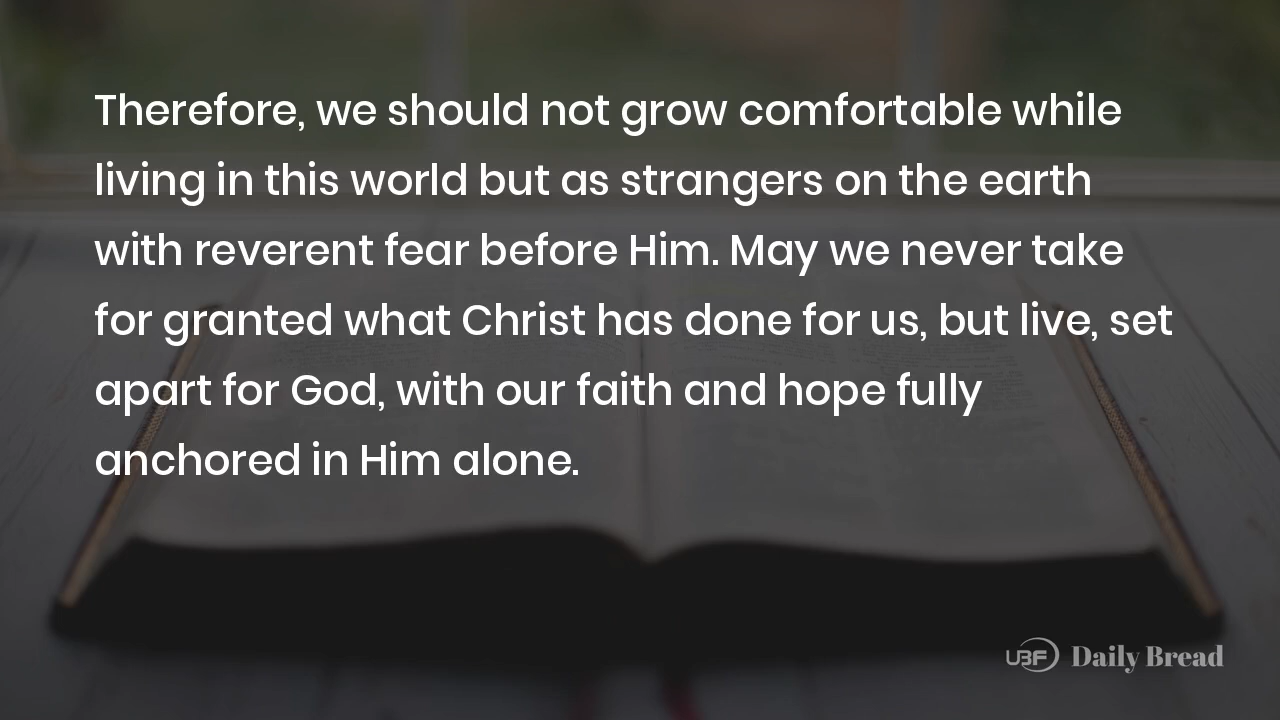 Therefore, we should not grow comfortable while
living in this world but as strangers on the earth
with reverent fear before Him. May we never take
for granted what Christ has done for us, but live, set
apart for God, with our faith and hope fully
anchored in Him alone.
UBF Daily Bread